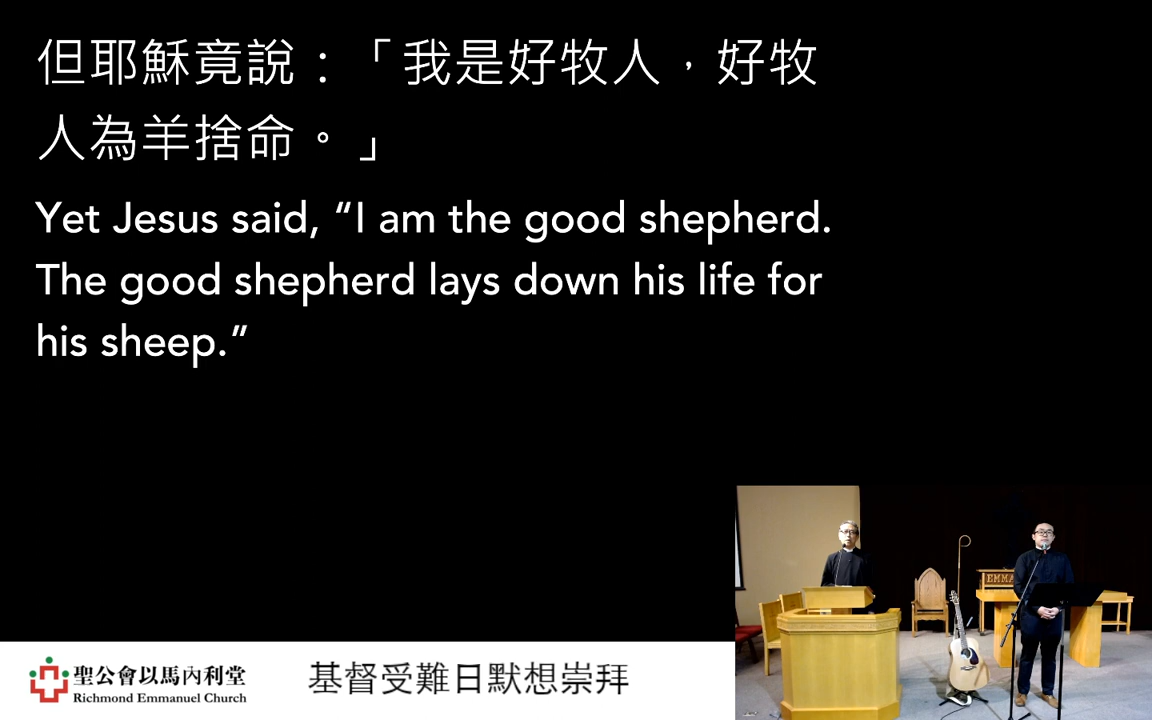 但耶穌竟說：「我是好牧人，好牧
人為羊捨命。」
Yet Jesus said, “I am the good shepherd.
The good shepherd lays down his life for
his sheep.”
EMMA
聖公會以馬內利堂
Richmond Emmanuel Church
基督受難日默想崇拜